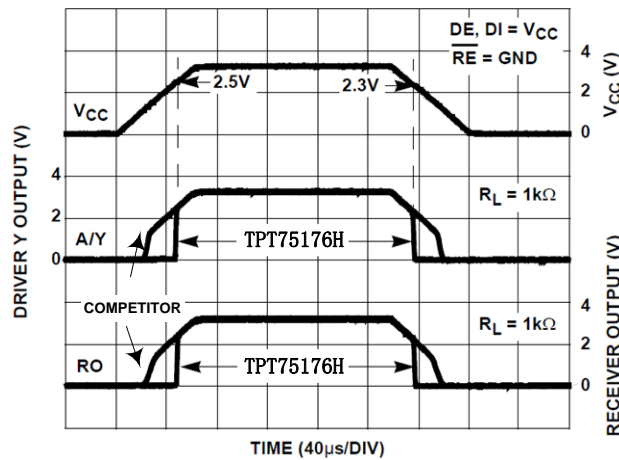 DE, DI = VCC
RE = GND
4
2
0
VCC (V)
2.5V
2.3V
VCC
DRIVER Y OUTPUT (V)
4
2
0
A/Y
RL = 1kΩ
TPT75176H
COMPETITOR
RL = 1kΩ
TPT75176H
RO
4
2
0
RECEIVER OUTPUT (V)
TIME (40µs/DIV)